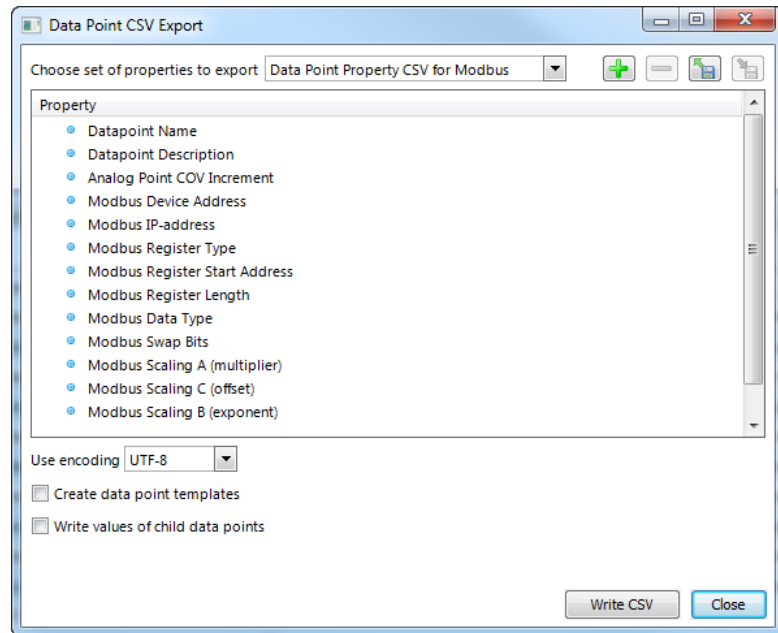 Data Point CSV Export
Choose set of properties to export Data Point Property CSV for Modbus
Property
Datapoint Name
Datapoint Description
Analog Point COV Increment
Modbus Device Address
Modbus IP-address
Modbus Register Type
Modbus Register Start Address
Modbus Register Length
Modbus Data Type
Modbus Swap Bits
Modbus Scaling A (multiplier)
Modbus Scaling C (offset)
Modbus Scaling B (exponent)
Use encoding UTF-8
Create data point templates
Write values of child data points
Write CSV Close